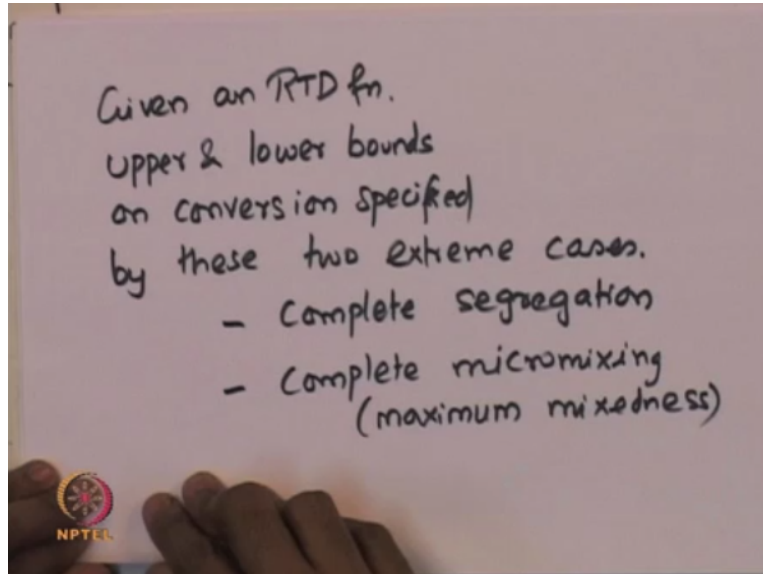 Given an RTD fn.
upper & lower bounds
on conversion specified
by these two extreme cases.
- Complete segregation
- Complete micromixing
(maximum mixedness)
NPTEL